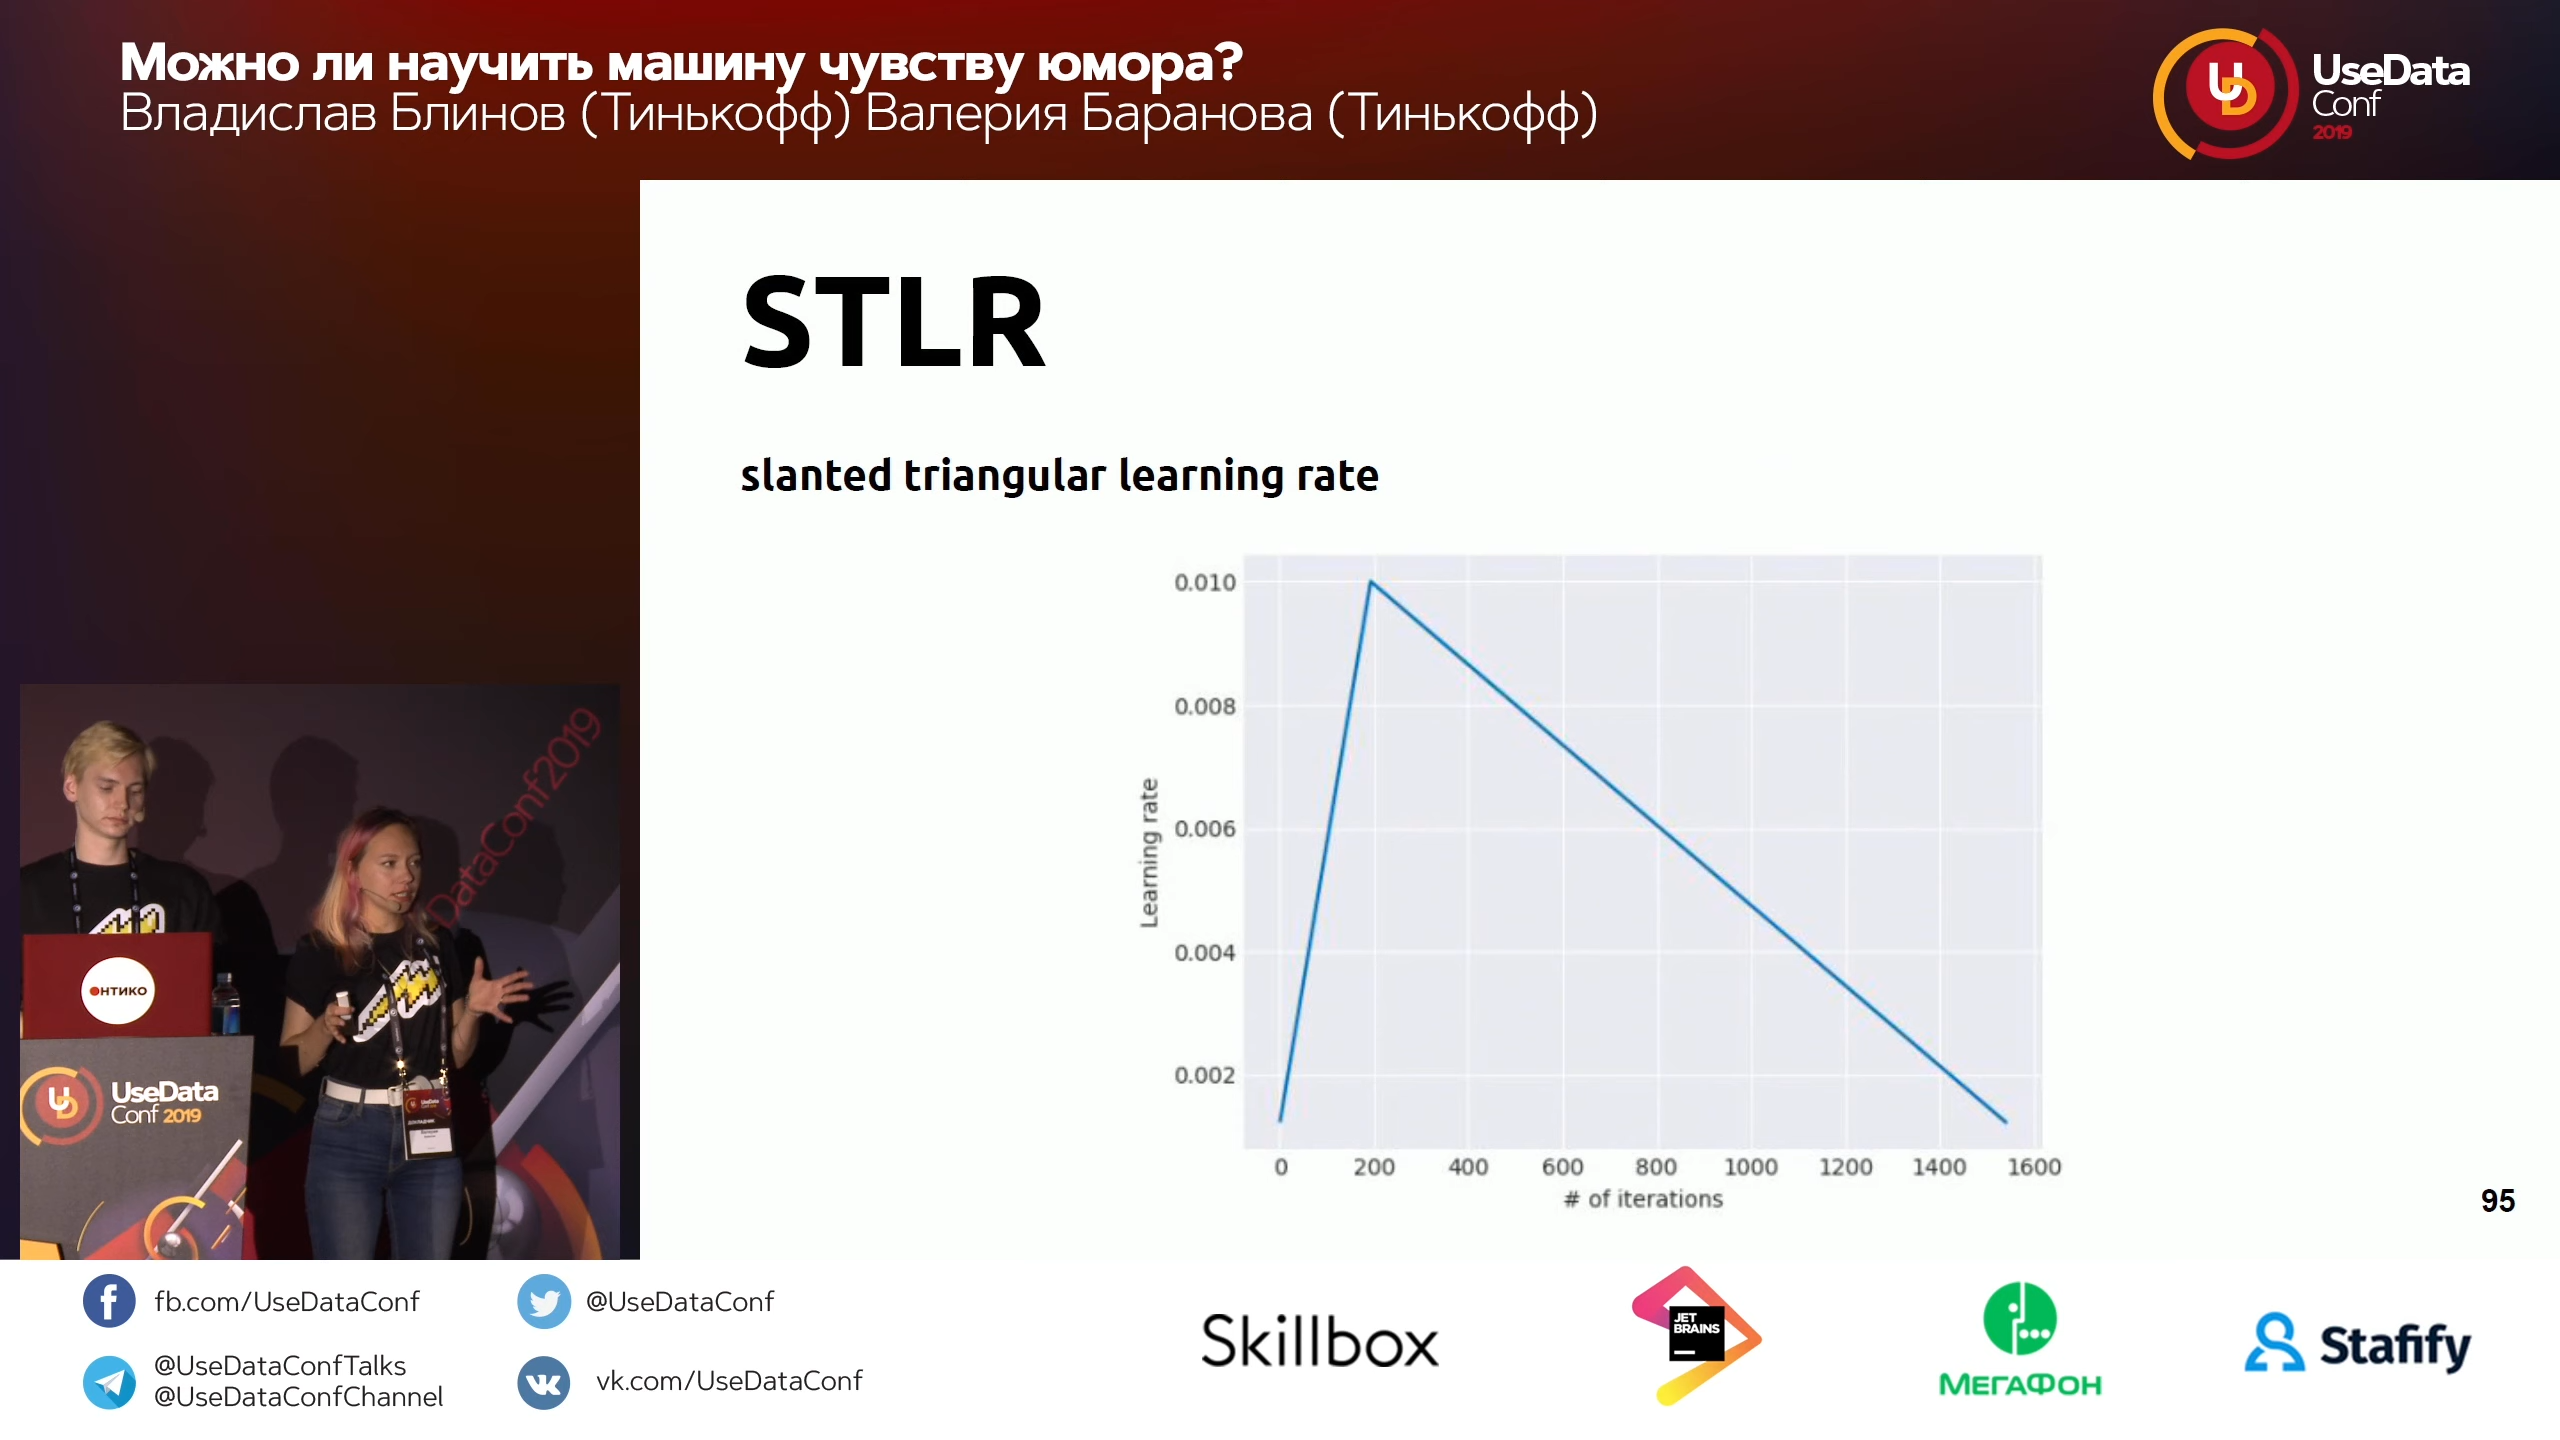 Можно ли научить машину чувству юмора?
Владислав Блинов (Тинькофф) Валерия Баранова (Тинькофф)
UseData
Conf
2019
STLR
slanted triangular learning rate
0.010
0.008
0.006
0.004
0.002
Learning rate
0 200 400 600 800 1000 1200 1400 1600
# of iterations
95
DataConf2019
ОНТИКО
UseData
Conf 2019
fb.com/UseDataConf
@UseDataConf
@UseDataConfTalks
@UseDataConfChannel
vk.com/UseDataConf
Skillbox
JET
BRAINS
МЕГАФОН
Stafify